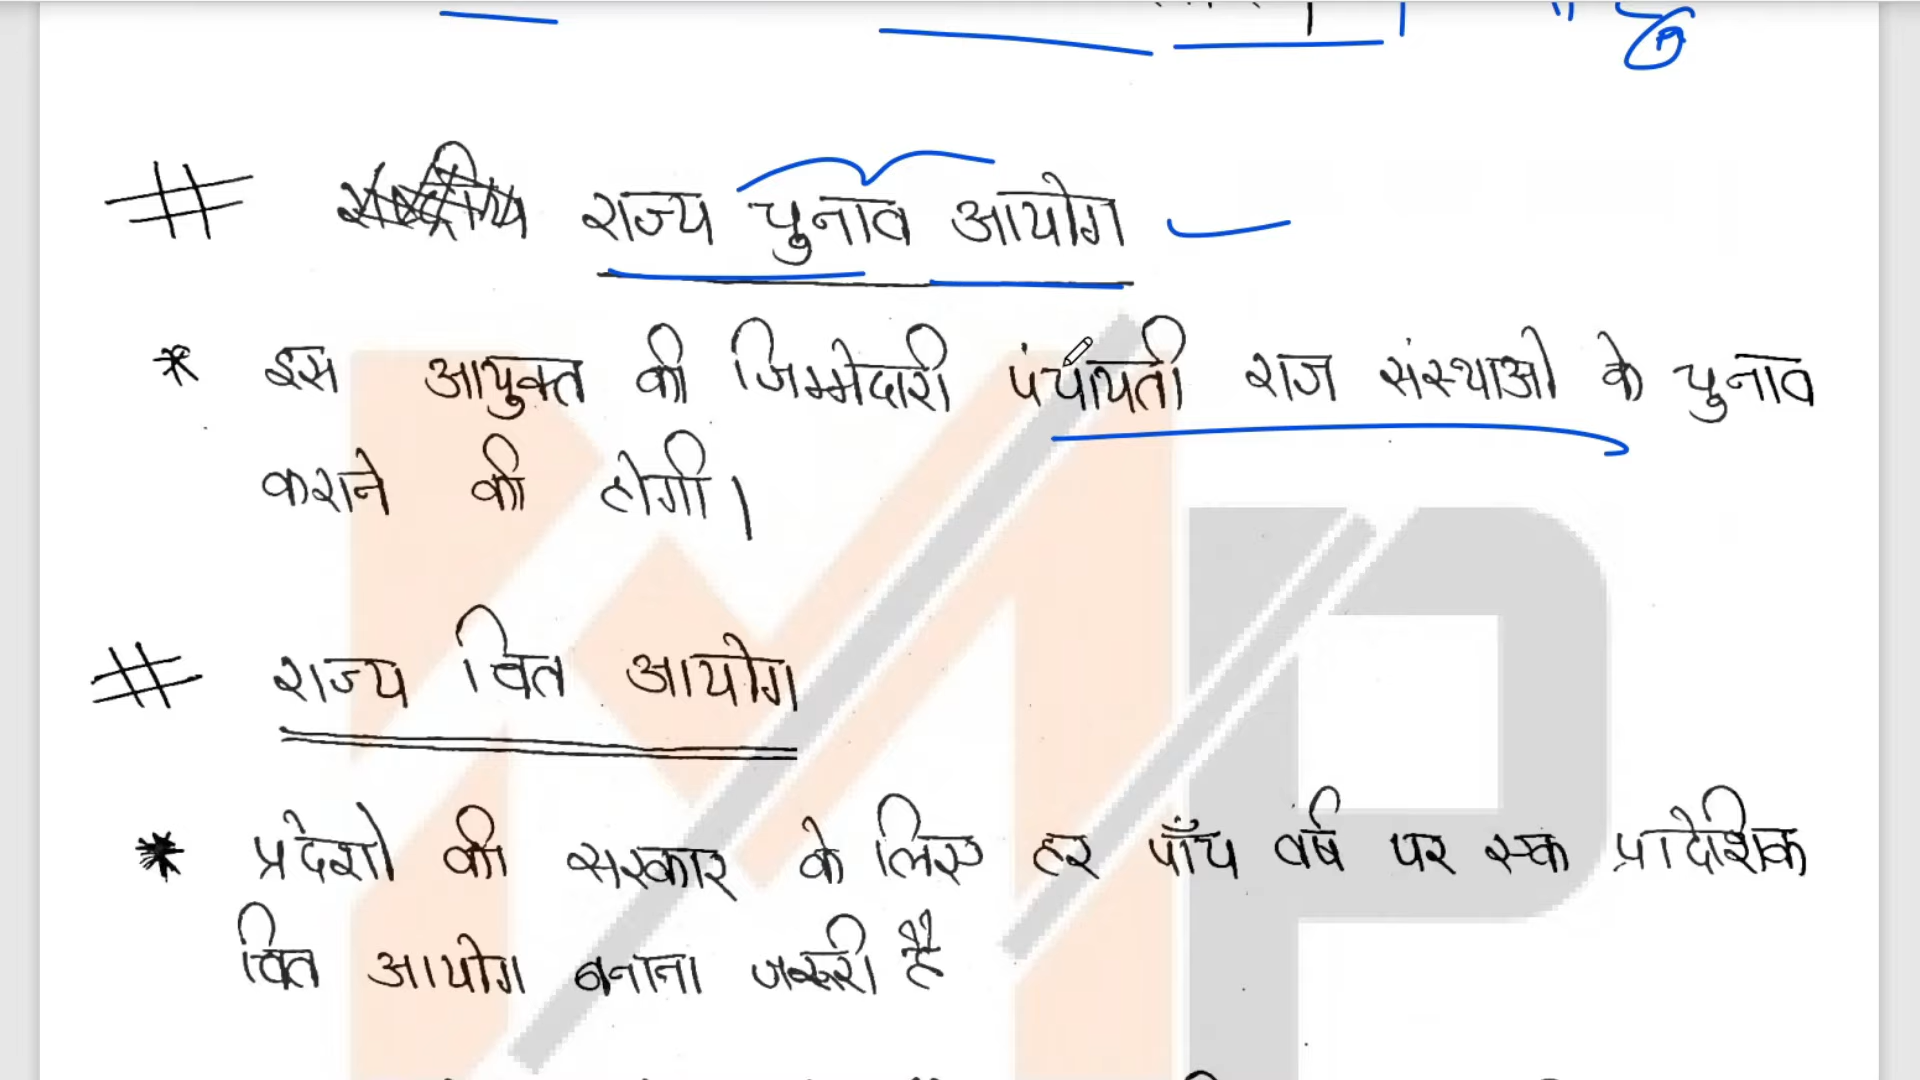 # राज्य चुनाव आयोग
* इस आयुक्त की जिम्मेदारी पंचायती राज संस्थाओ के चुनाव
कराने की होगी।
# राज्य वित आयोग
* प्रदेशो की सरकार के लिए हर पाँच वर्ष पर एक प्रादेशिक
वित आयोग बनाना जरूरी है